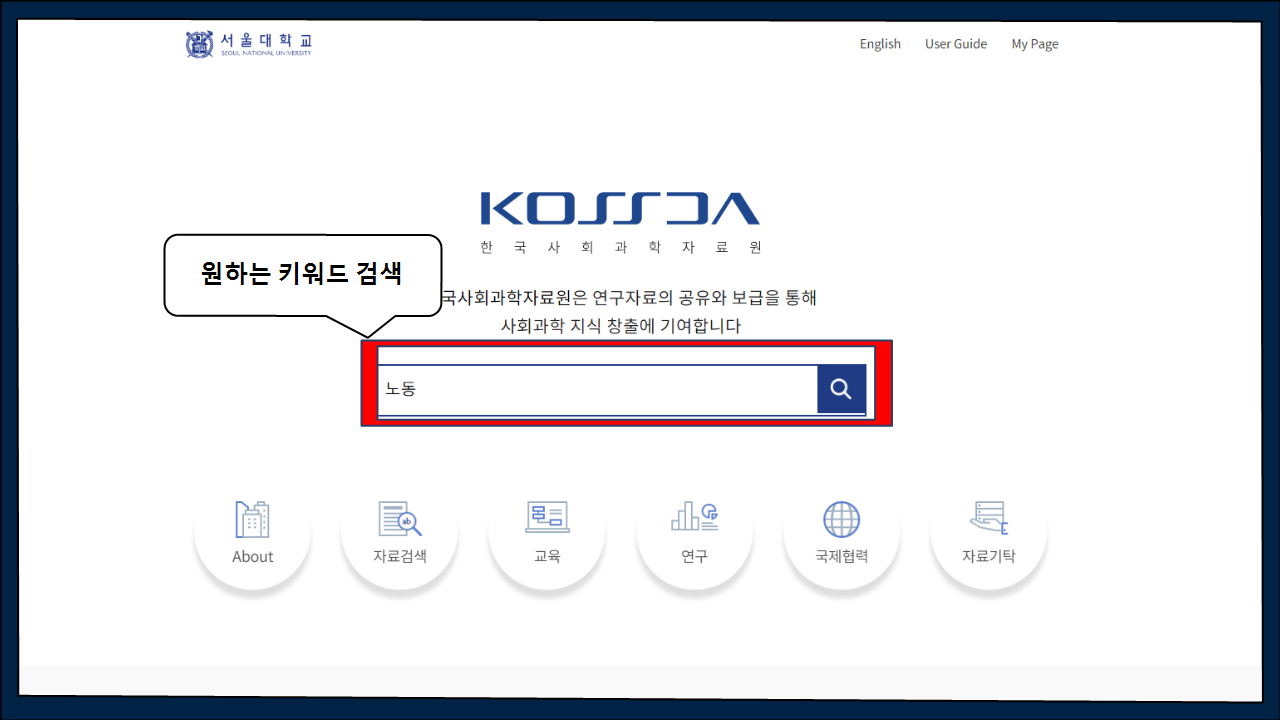 서울대학교
SEOUL NATIONAL UNIVERSITY
English User Guide My Page
KOSSDA
한국사회과학자료원
원하는 키워드 검색
국사회과학자료원은 연구자료의 공유와 보급을 통해
사회과학 지식 창출에 기여합니다
노동
ab
About 자료검색 교육 연구 국제협력 자료기탁